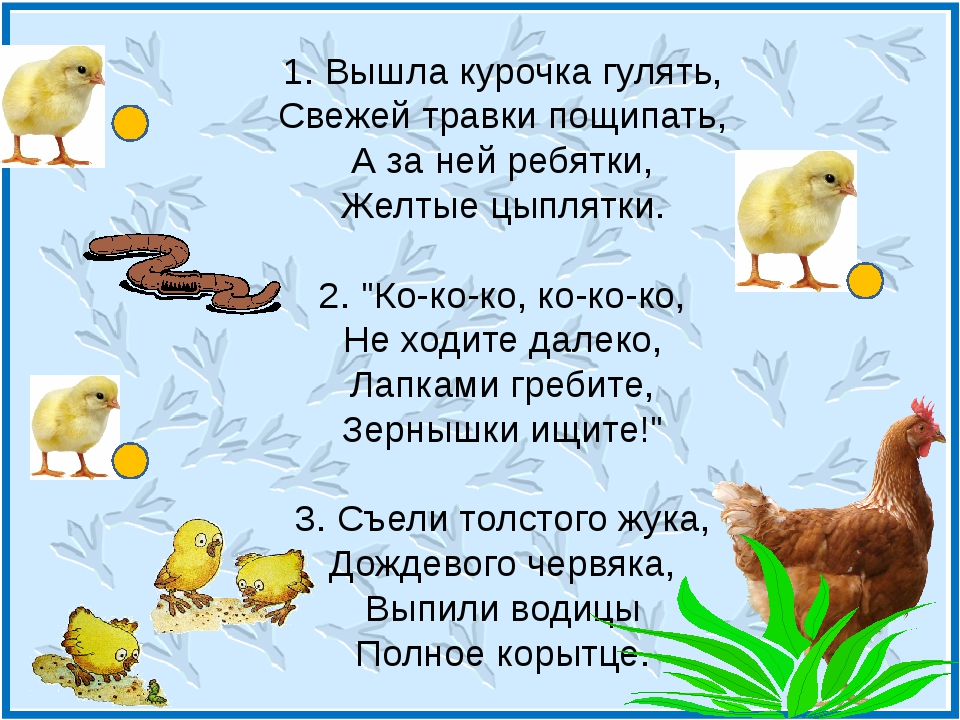 1. Вышла курочка гулять,
Свежей травки пощипать,
А за ней ребятки,
Желтые цыплятки.
2. "Ко-ко-ко, ко-ко-ко,
Не ходите далеко,
Лапками гребите,
Зернышки ищите!"
3. Съели толстого жука,
Дождевого червяка,
Выпили водицы
Полное корытце.